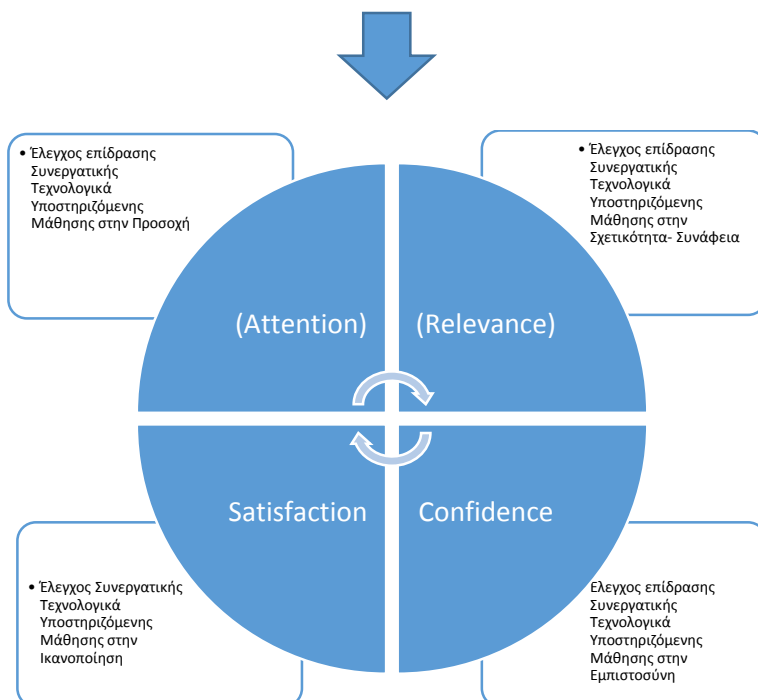 • Έλεγχος επίδρασης
Συνεργατικής
Τεχνολογικά
Υποστηριζόμενης
Μάθησης στην Προσοχή
• Έλεγχος επίδρασης
Συνεργατικής
Τεχνολογικά
Υποστηριζόμενης
Μάθησης στην
Σχετικότητα- Συνάφεια
(Attention)
(Relevance)
Satisfaction
Confidence
• Έλεγχος Συνεργατικής
Τεχνολογικά
Υποστηριζόμενης
Μάθησης στην
Ικανοποίηση
Ελεγχος επίδρασης
Συνεργατικής
Τεχνολογικά
Υποστηριζόμενης
Μάθησης στην
Εμπιστοσύνη